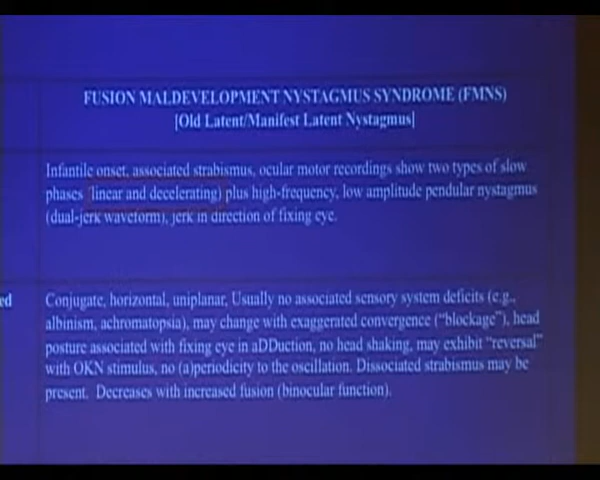 FUSION MALDEVELOPMENT NYSTAGMUS SYNDROME (FMNS)
[Old Latent/Manifest Latent Nystagmus]
Infantile onset, associated strabismus, ocular motor recordings show two types of slow
phases (linear and decelerating) plus high-frequency, low amplitude pendular nystagmus
(dual-jerk waveform), jerk in direction of fixing eye.
ed
Conjugate, horizontal, uniplanar, Usually no associated sensory system deficits (e.g.,
albinism, achromatopsia), may change with exaggerated convergence ("blockage"), head
posture associated with fixing eye in aDDuction, no head shaking, may exhibit "reversal"
with OKN stimulus, no (a)periodicity to the oscillation. Dissociated strabismus may be
present. Decreases with increased fusion (binocular function).